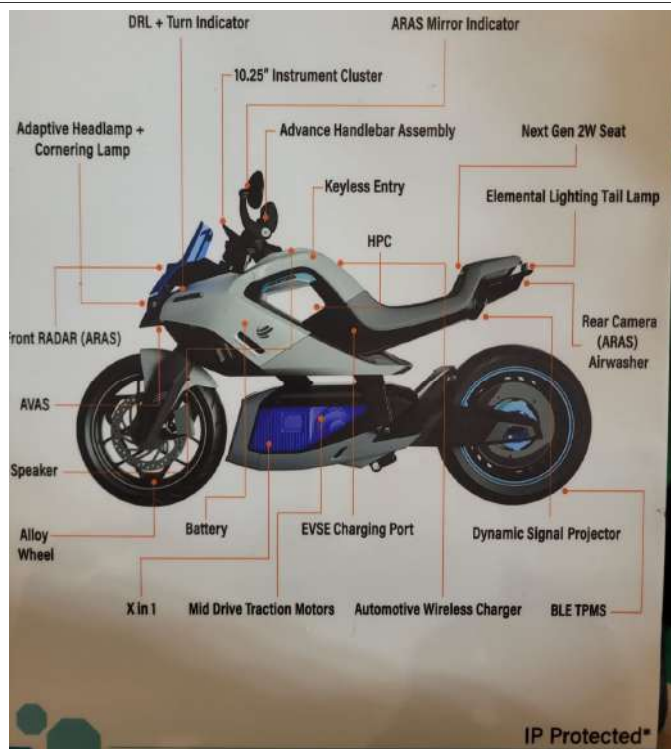 DRL + Turn Indicator
ARAS Mirror Indicator
10.25" Instrument Cluster
Adaptive Headlamp +
Cornering Lamp
Advance Handlebar Assembly
Next Gen 2W Seat
Keyless Entry
Elemental Lighting Tail Lamp
HPC
Front RADAR (ARAS)
Rear Camera
(ARAS)
Airwasher
AVAS
Speaker
Alloy
Wheel
Battery
EVSE Charging Port
Dynamic Signal Projector
X in 1
Mid Drive Traction Motors
Automotive Wireless Charger
BLE TPMS
IP Protected*